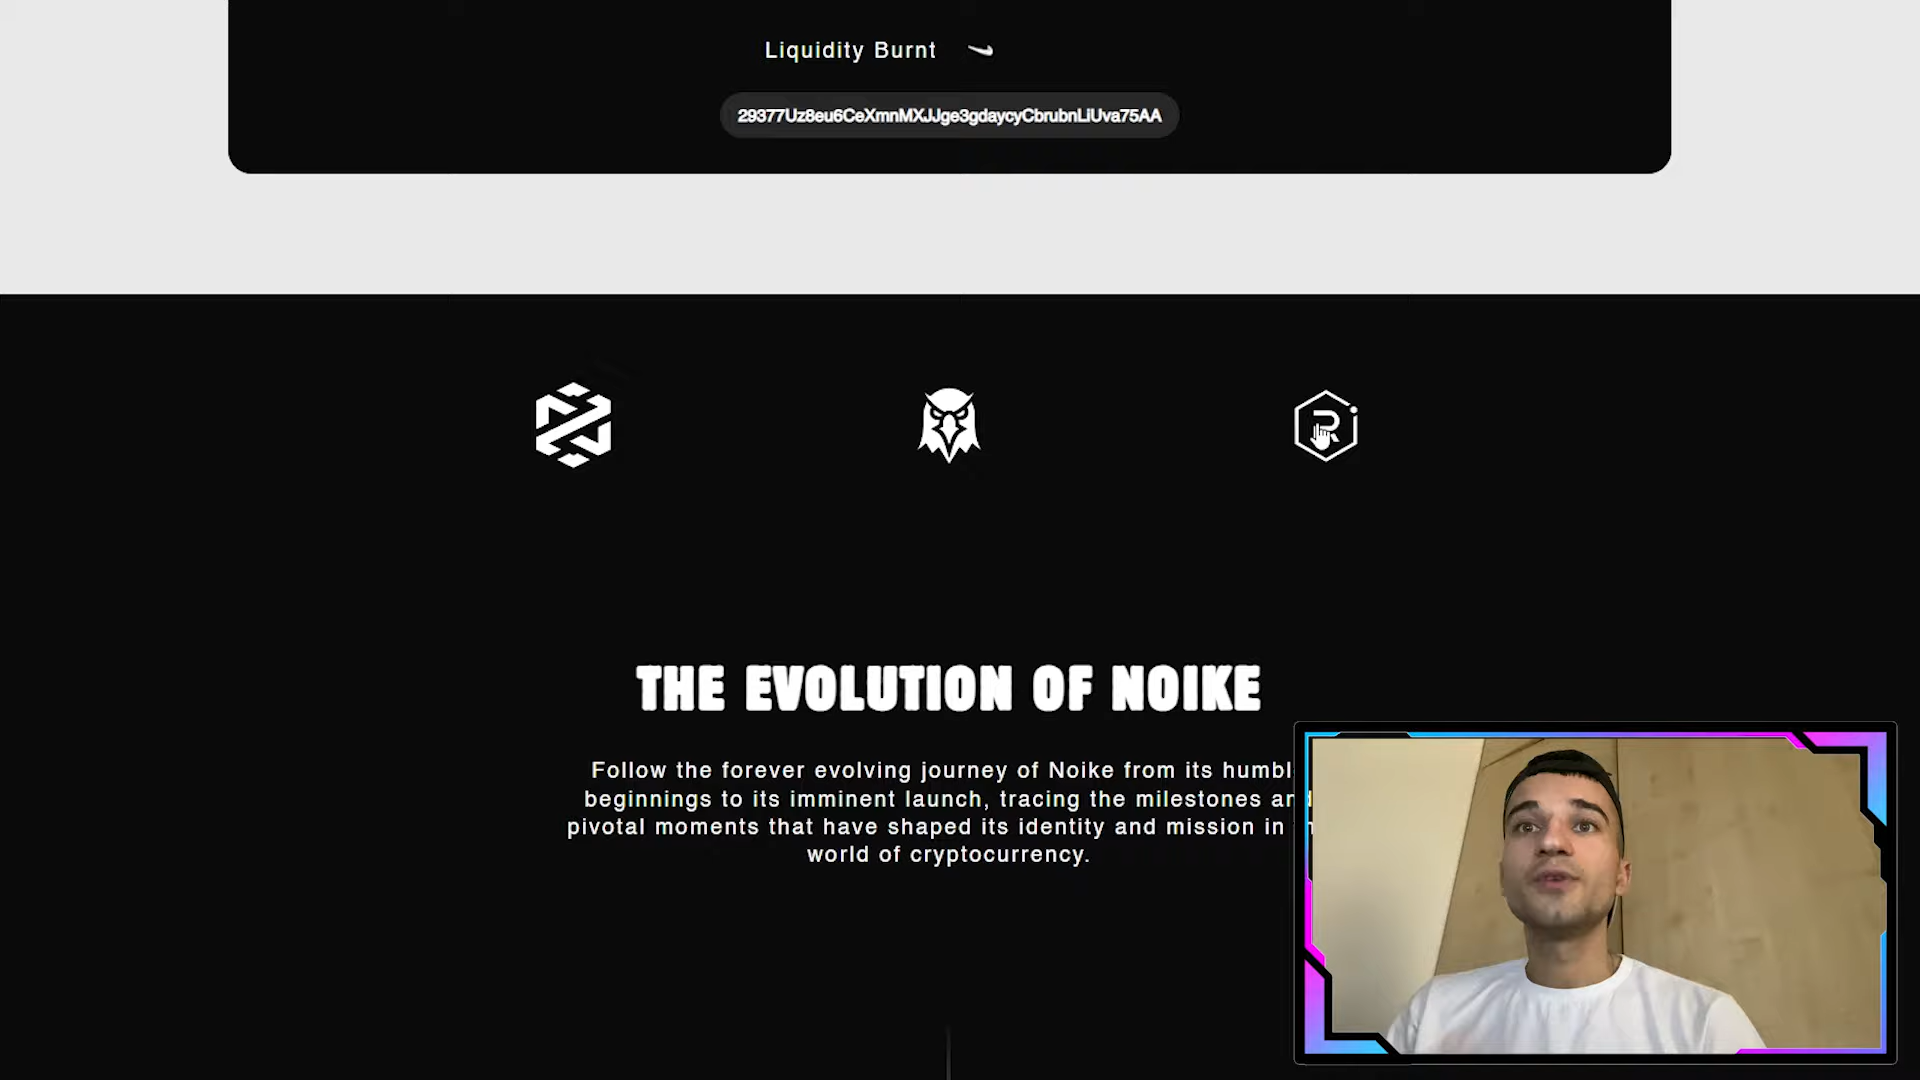 Liquidity Burnt
29377Uz8eu6CeXmnMXJJge3gdaycyCbrubnLiUva75AA
THE EVOLUTION OF NOIKE
Follow the forever evolving journey of Noike from its humbl
beginnings to its imminent launch, tracing the milestones an
pivotal moments that have shaped its identity and mission in
world of cryptocurrency.